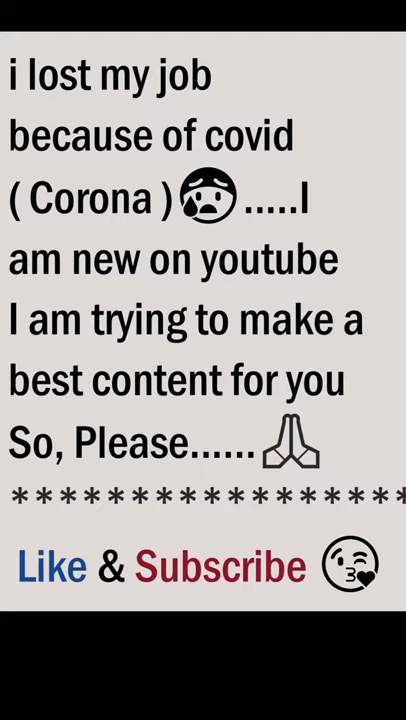 i lost my job
because of covid
( Corona )😰.....I
am new on youtube
I am trying to make a
best content for you
So, Please......🙏
*****************
Like & Subscribe 😘